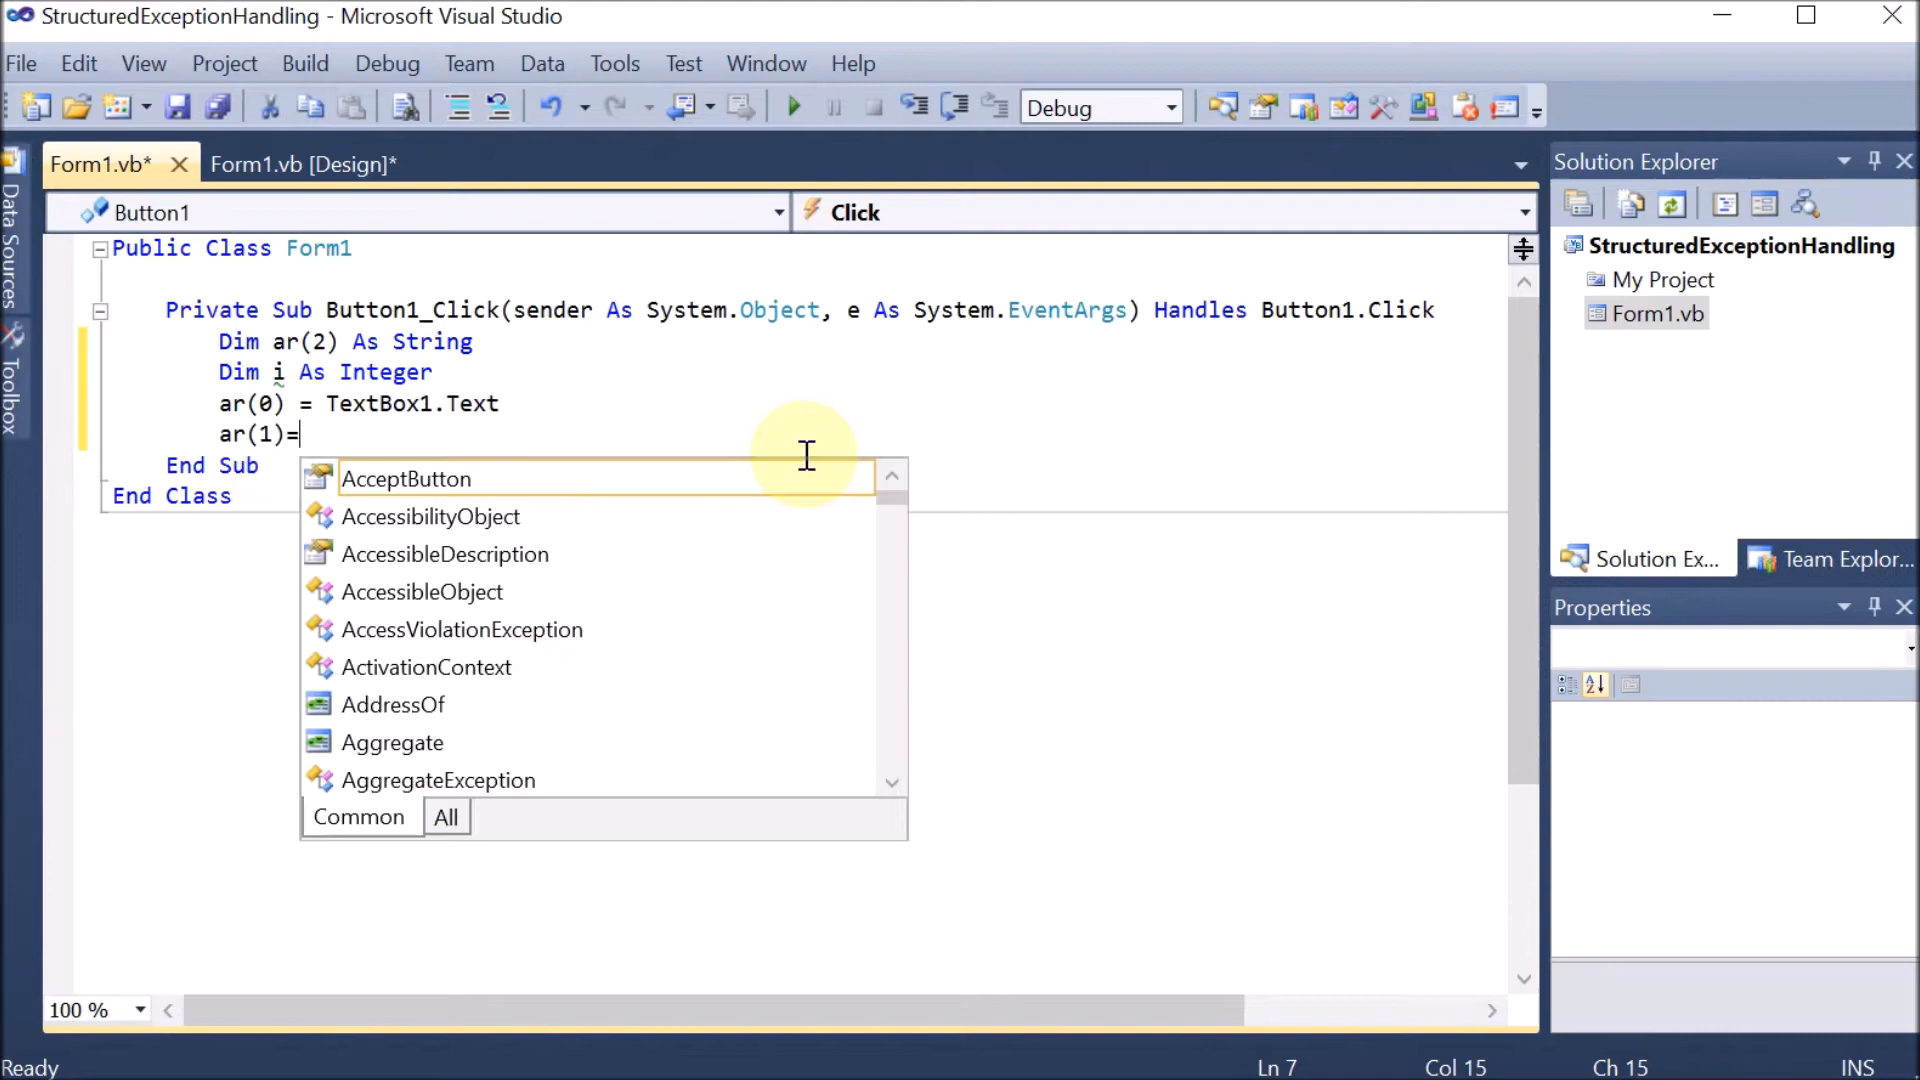 StructuredExceptionHandling - Microsoft Visual Studio
File Edit View Project Build Debug Team Data Tools Test Window Help
Debug
Form1.vb* Form1.vb [Design]*
Button1 Click
Public Class Form1
Private Sub Button1_Click(sender As System.Object, e As System.EventArgs) Handles Button1.Click
Dim ar(2) As String
Dim i As Integer
ar(0) = TextBox1.Text
ar(1)=
End Sub
End Class
AcceptButton
AccessibilityObject
AccessibleDescription
AccessibleObject
AccessViolationException
ActivationContext
AddressOf
Aggregate
AggregateException
Common All
100 %
Data Sources
Toolbox
Solution Explorer
StructuredExceptionHandling
My Project
Form1.vb
Solution Ex... Team Explor...
Properties
Ready Ln 7 Col 15 Ch 15 INS